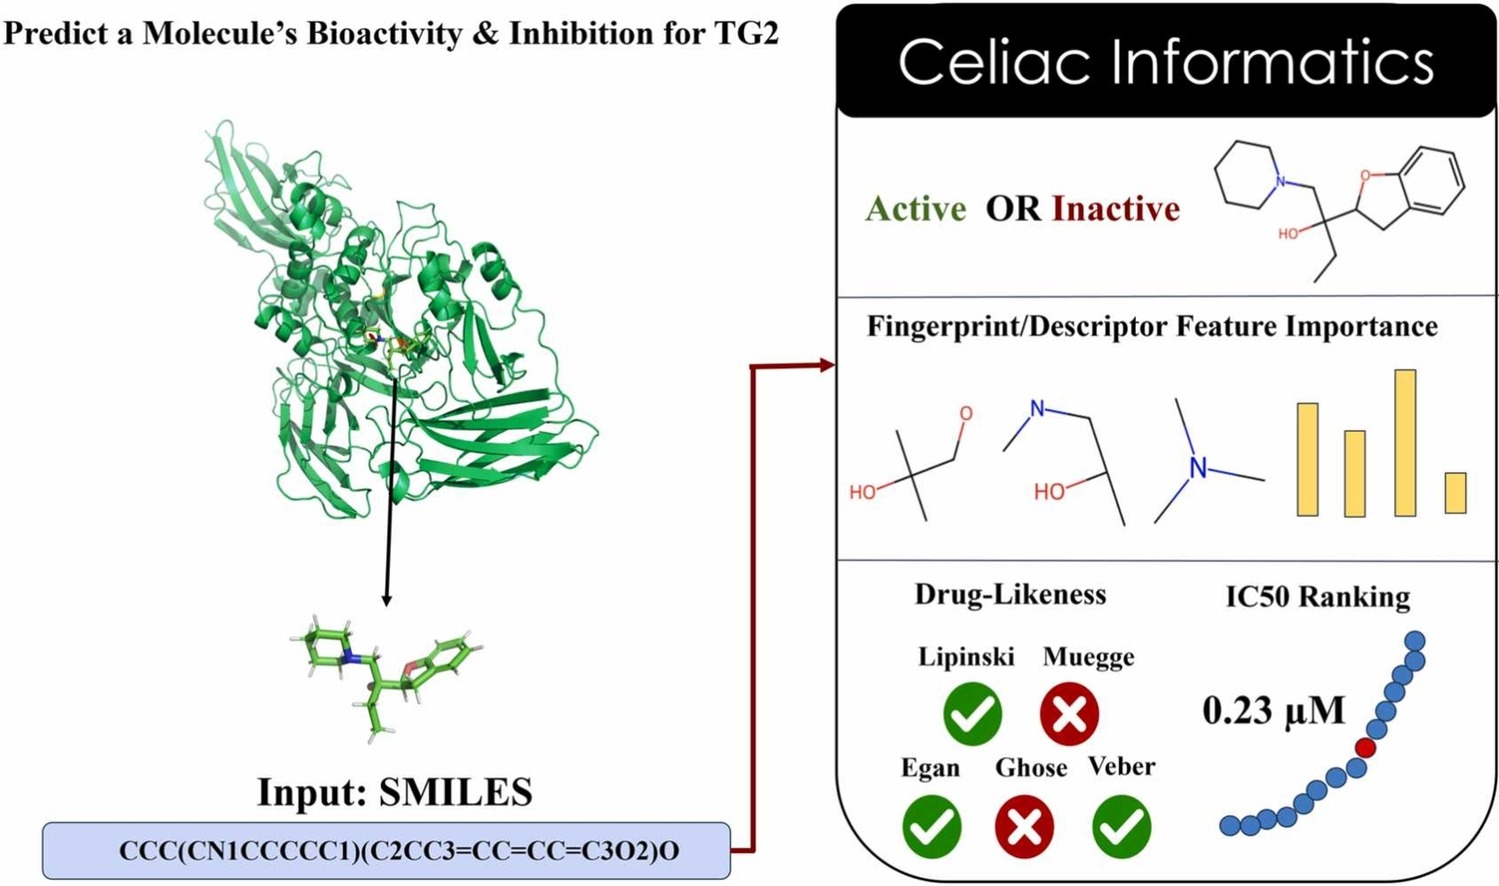 Predict a Molecule's Bioactivity & Inhibition for TG2
Input: SMILES
CCC(CN1CCCCC1)(C2CC3=CC=CC=C3O2)O
Celiac Informatics
Active OR Inactive
N
O
HO
Fingerprint/Descriptor Feature Importance
O
HO
N
HO
N
Drug-Likeness
Lipinski Muegge
Egan Ghose Veber
IC50 Ranking
0.23 μM